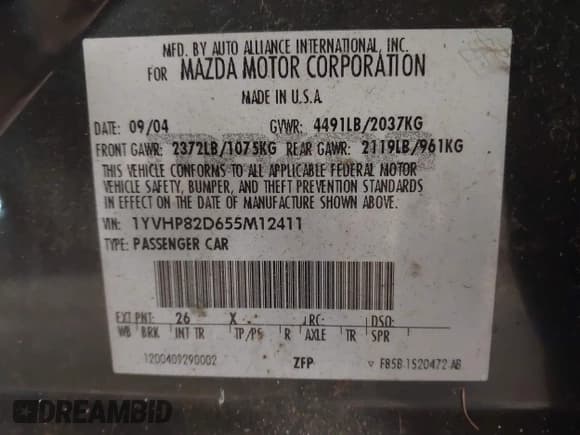 MFD. BY AUTO ALLIANCE INTERNATIONAL, INC.
FOR MAZDA MOTOR CORPORATION
MADE IN U.S.A
DATE: 09/04 GVWR: 4491LB/2037KG
FRONT GAWR: 2372LB/1075KG REAR GAWR: 2119LB/961KG
THIS VEHICLE CONFORMS TO ALL APPLICABLE FEDERAL MOTOR
VEHICLE SAFETY, BUMPER, AND THEFT PREVENTION STANDARDS
IN EFFECT ON THE DATE OF MANUFACTURE SHOWN ABOVE.
VIN: 1YVHP82D655M12411
TYPE: PASSENGER CAR
EXT PNT: 26 X RC: DSO:
WB BRK INT TR TP/PS R AXLE TR SPR
1200409290002 ZFP F85B 1520472 AB
DREAMBID